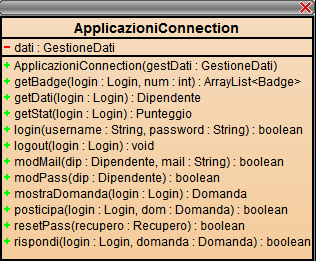 ApplicazioniConnection
- dati : GestioneDati
+ ApplicazioniConnection(gestDati : GestioneDati)
+ getBadge(login : Login, num : int) : ArrayList<Badge>
+ getDati(login : Login) : Dipendente
+ getStat(login : Login) : Punteggio
+ login(username : String, password : String) : boolean
+ logout(login : Login) : void
+ modMail(dip : Dipendente, mail : String) : boolean
+ modPass(dip : Dipendente) : boolean
+ mostraDomanda(login : Login) : Domanda
+ posticipa(login : Login, dom : Domanda) : boolean
+ resetPass(recupero : Recupero) : boolean
+ rispondi(login : Login, domanda : Domanda) : boolean